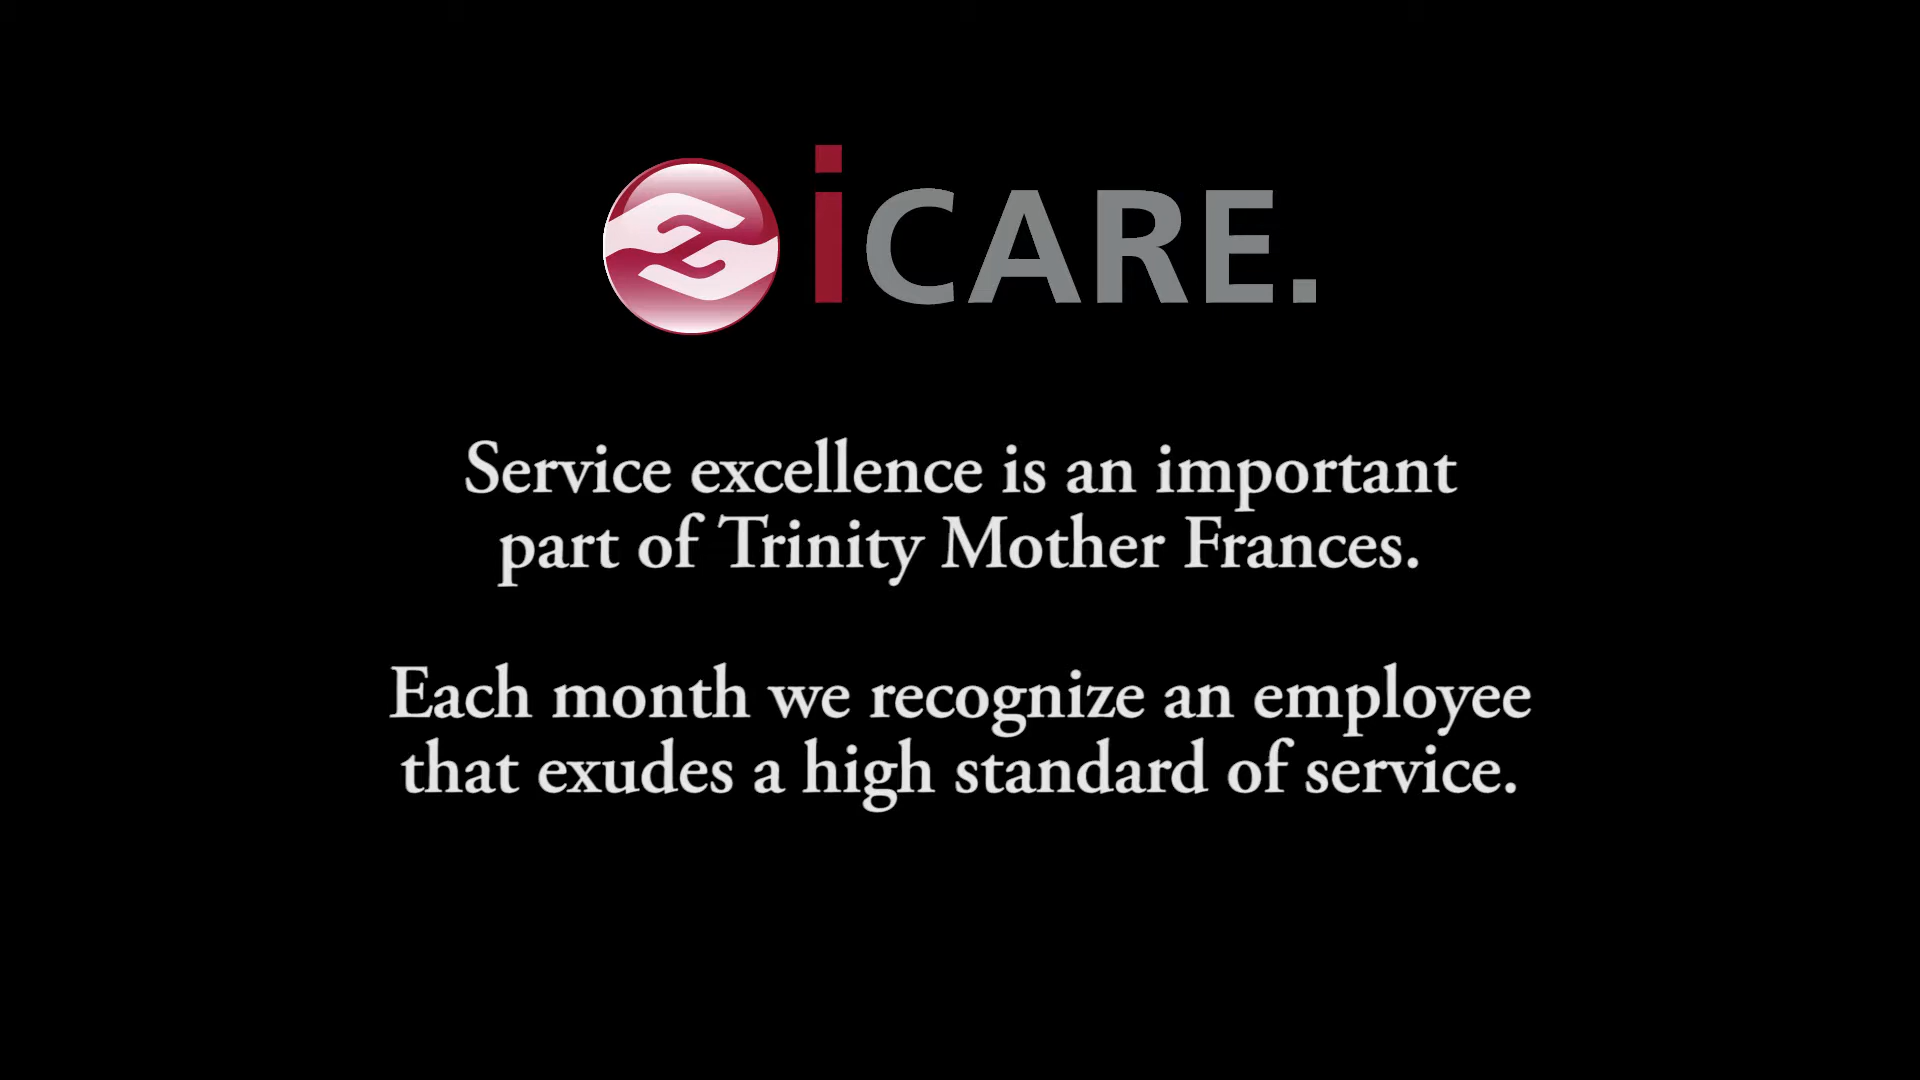 iCARE.
Service excellence is an important
part of Trinity Mother Frances.
Each month we recognize an employee
that exudes a high standard of service.